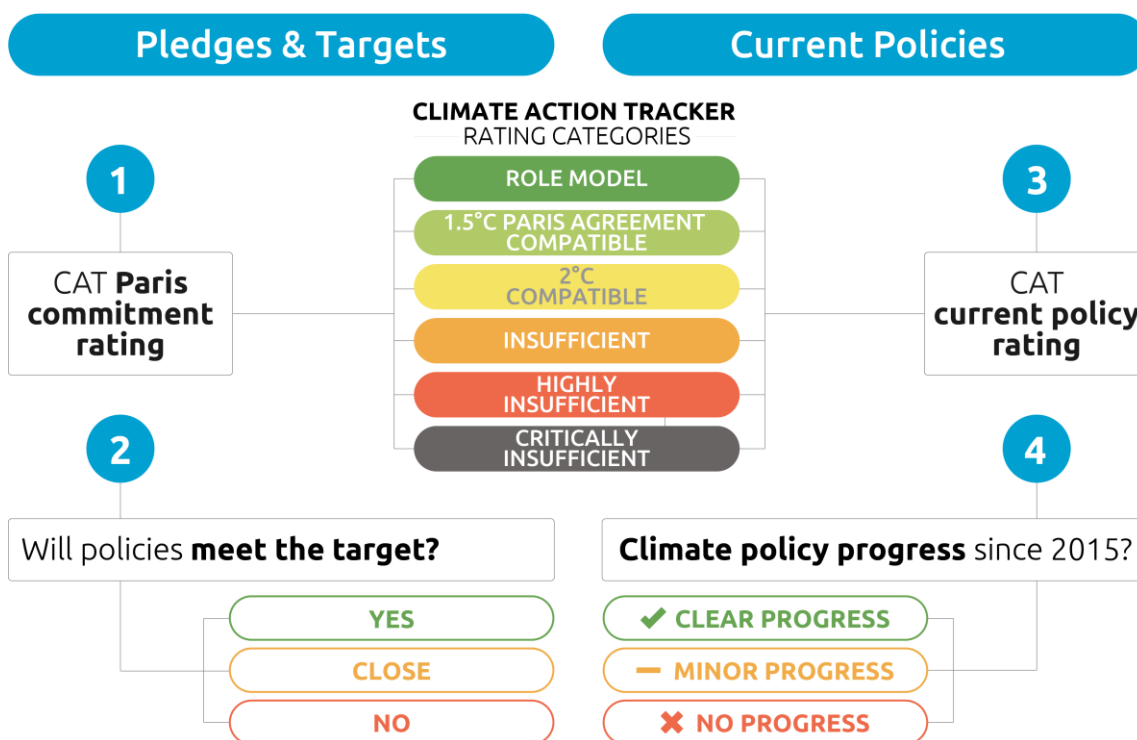 Pledges & Targets
Current Policies
CLIMATE ACTION TRACKER
RATING CATEGORIES
1
CAT Paris
commitment
rating
ROLE MODEL
1.5°C PARIS AGREEMENT
COMPATIBLE
2°C
COMPATIBLE
INSUFFICIENT
HIGHLY
INSUFFICIENT
CRITICALLY
INSUFFICIENT
3
CAT
current policy
rating
2
Will policies meet the target?
YES
CLOSE
NO
4
Climate policy progress since 2015?
✔ CLEAR PROGRESS
– MINOR PROGRESS
✖ NO PROGRESS